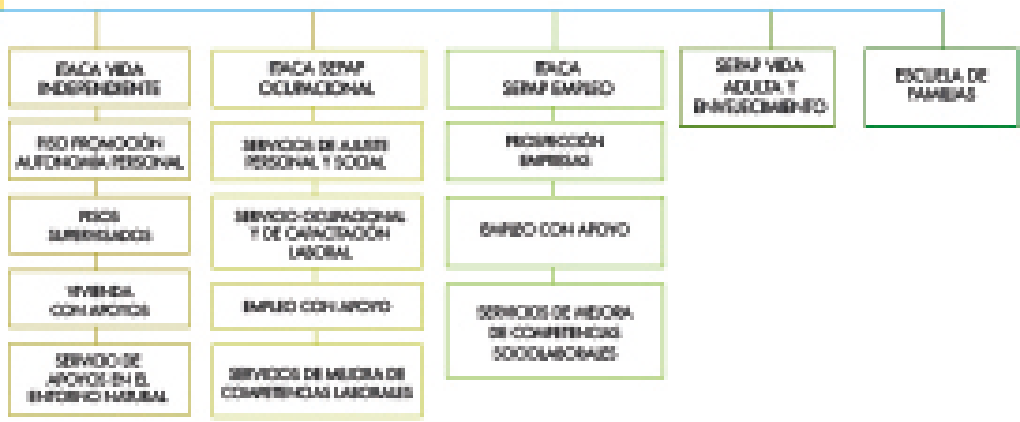 ITACA VIDA
INDEPENDIENTE
PISO PROMOCIÓN
AUTONOMÍA PERSONAL
PISOS
SUPERVISADOS
VIVIENDA
CON APOYOS
SERVICIO DE
APOYOS EN EL
ENTORNO NATURAL
ITACA SEPAP
OCUPACIONAL
SERVICIOS DE AJUSTE
PERSONAL Y SOCIAL
SERVICIO OCUPACIONAL
Y DE CAPACITACIÓN
LABORAL
EMPLEO CON APOYO
SERVICIOS DE MEJORA DE
COMPETENCIAS LABORALES
ITACA
SEPAP EMPLEO
PROSPECCIÓN
EMPRESAS
EMPLEO CON APOYO
SERVICIOS DE MEJORA
DE COMPETENCIAS
SOCIOLABORALES
SEPAP VIDA
ADULTA Y
ENVEJECIMIENTO
ESCUELA DE
FAMILIAS